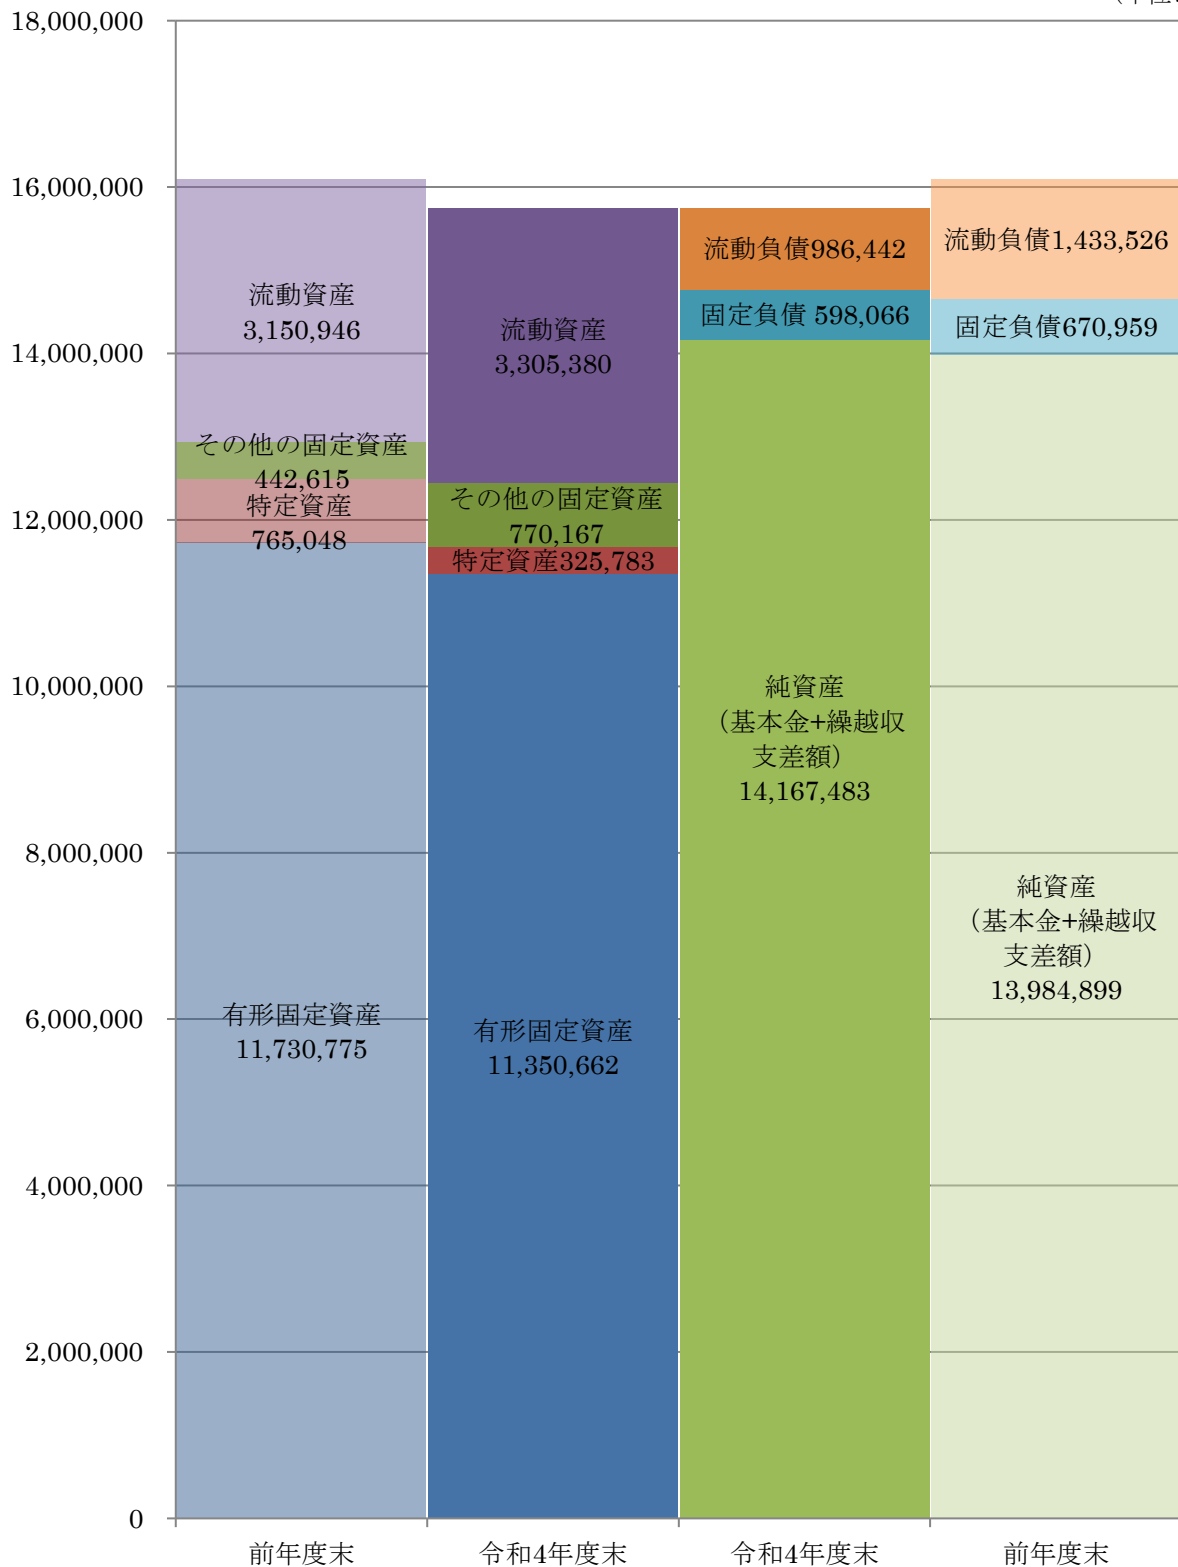 18,000,000
16,000,000
14,000,000
12,000,000
10,000,000
8,000,000
6,000,000
4,000,000
2,000,000
0
流動資産
3,150,946
その他の固定資産
442,615
特定資産
765,048
有形固定資産
11,730,775
流動資産
3,305,380
その他の固定資産
770,167
特定資産325,783
有形固定資産
11,350,662
流動負債986,442
固定負債 598,066
純資産
（基本金+繰越収
支差額）
14,167,483
流動負債1,433,526
固定負債670,959
純資産
（基本金+繰越収
支差額）
13,984,899
前年度末
令和4年度末
令和4年度末
前年度末